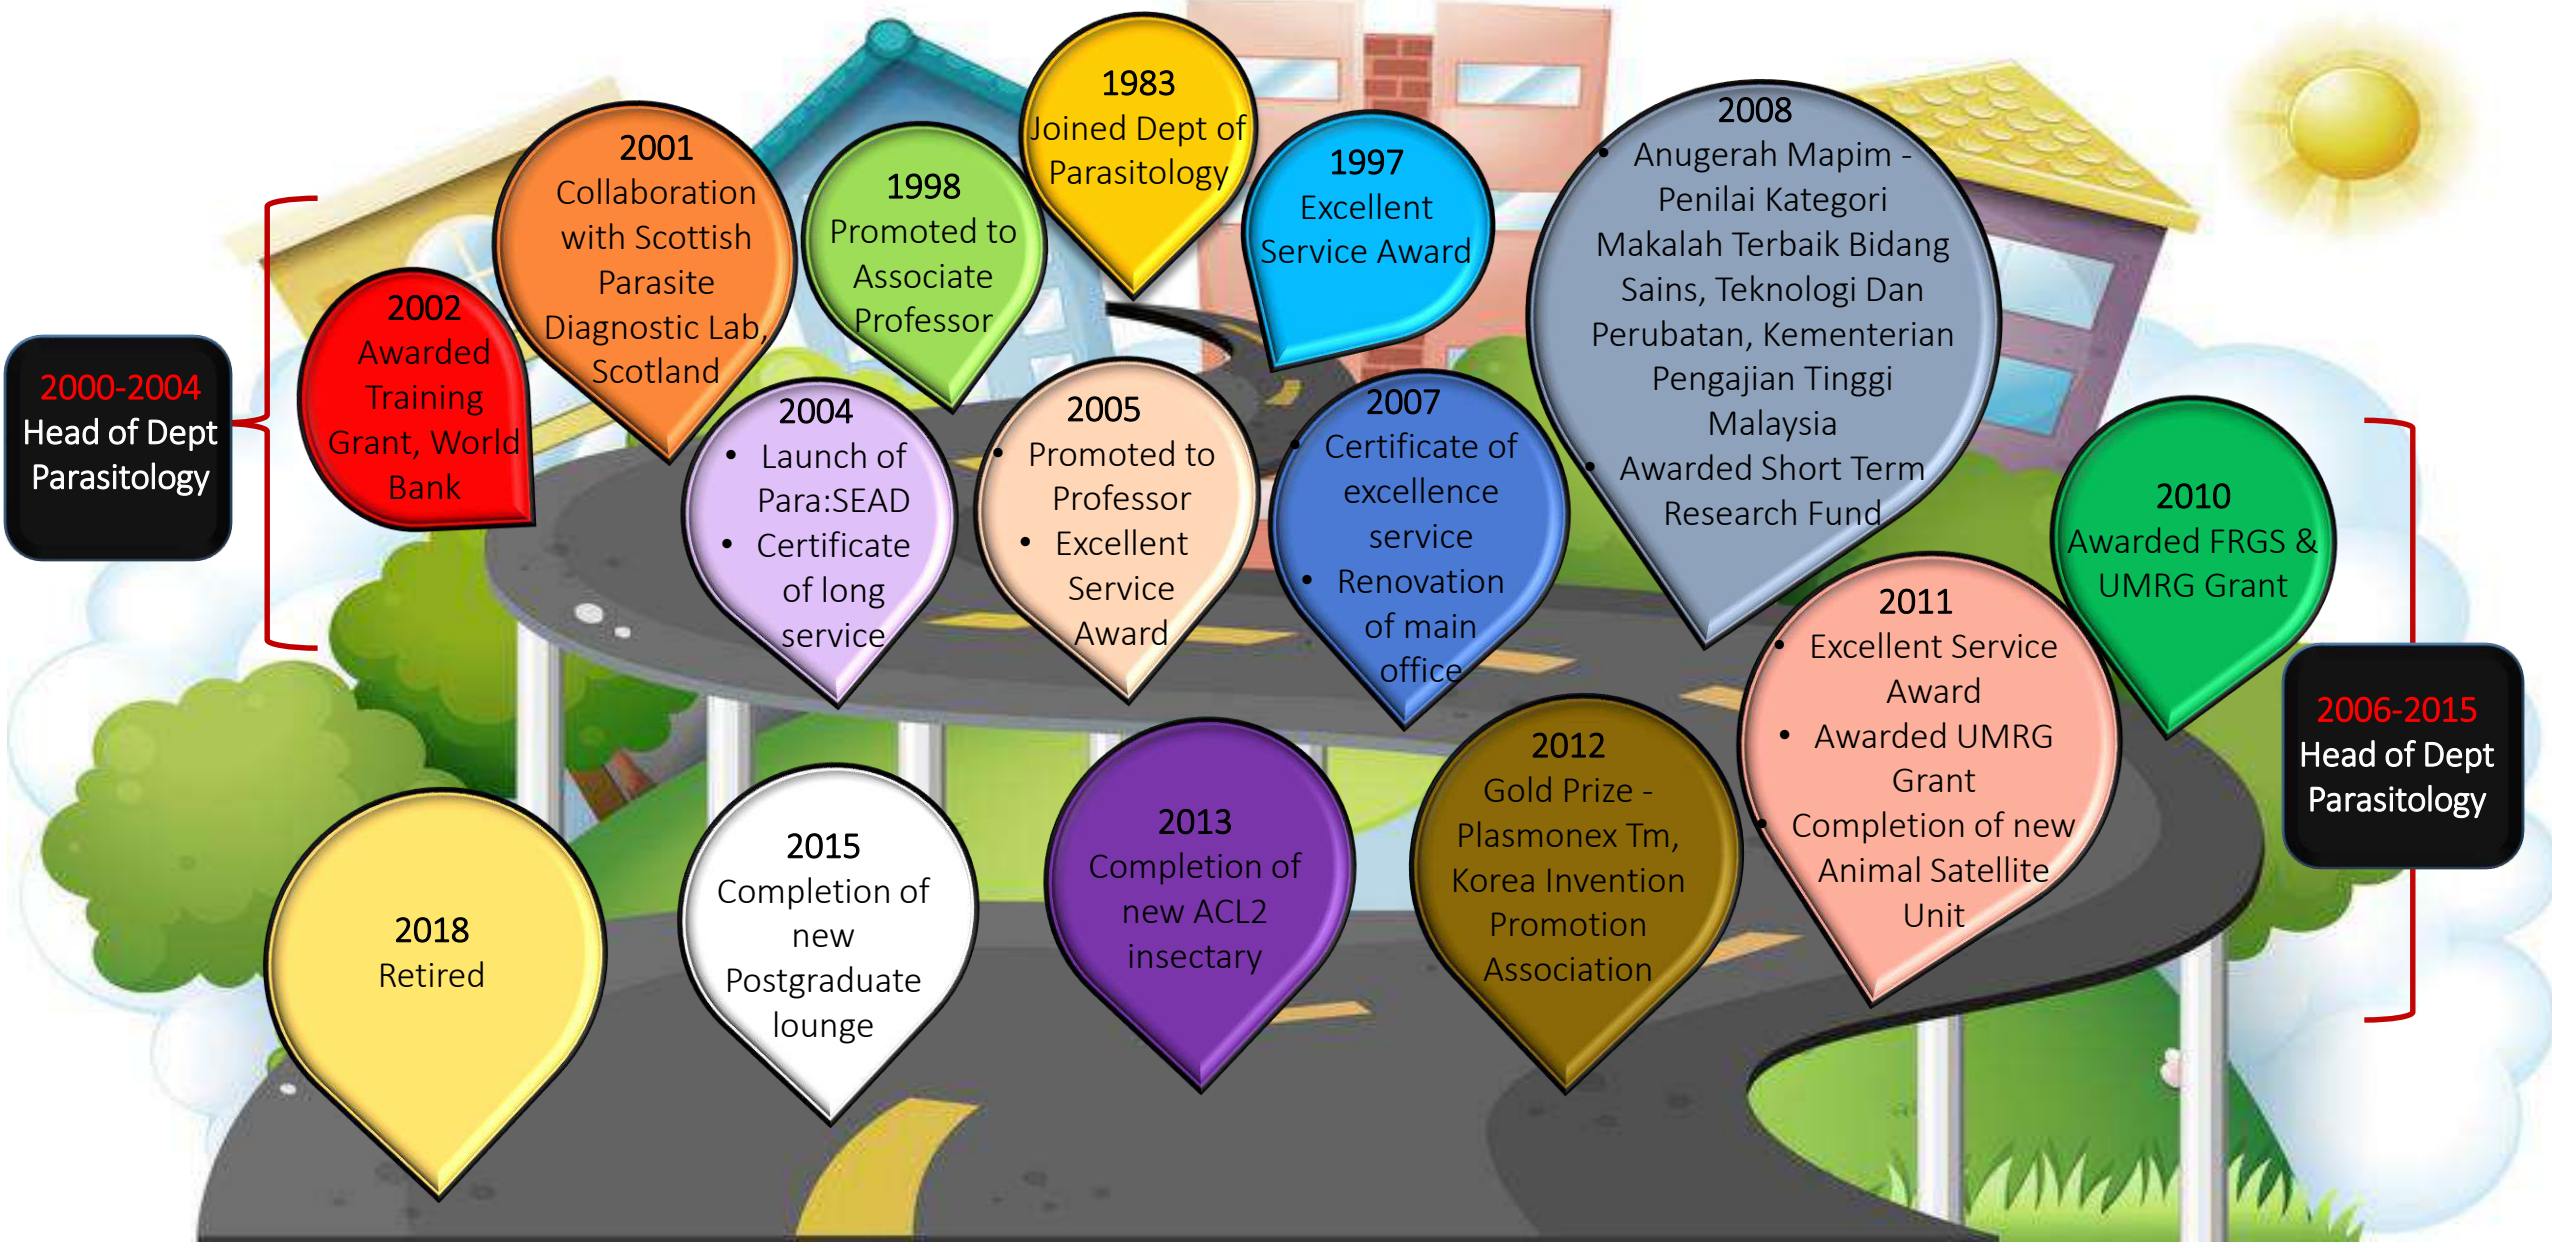 1983
Joined Dept of
Parasitology
1997
Excellent
Service Award
1998
Promoted to
Associate
Professor
2000-2004
Head of Dept
Parasitology
2001
Collaboration
with Scottish
Parasite
Diagnostic Lab,
Scotland
2002
Awarded
Training
Grant, World
Bank
2004
• Launch of
Para:SEAD
• Certificate
of long
service
2005
• Promoted to
Professor
• Excellent
Service
Award
2006-2015
Head of Dept
Parasitology
2007
• Certificate of
excellence
service
• Renovation
of main
office
2008
• Anugerah Mapim -
Penilai Kategori
Makalah Terbaik Bidang
Sains, Teknologi Dan
Perubatan, Kementerian
Pengajian Tinggi
Malaysia
• Awarded Short Term
Research Fund
2010
Awarded FRGS &
UMRG Grant
2011
• Excellent Service
Award
• Awarded UMRG
Grant
• Completion of new
Animal Satellite
Unit
2012
Gold Prize -
Plasmonex Tm,
Korea Invention
Promotion
Association
2013
Completion of
new ACL2
insectary
2015
Completion of
new
Postgraduate
lounge
2018
Retired